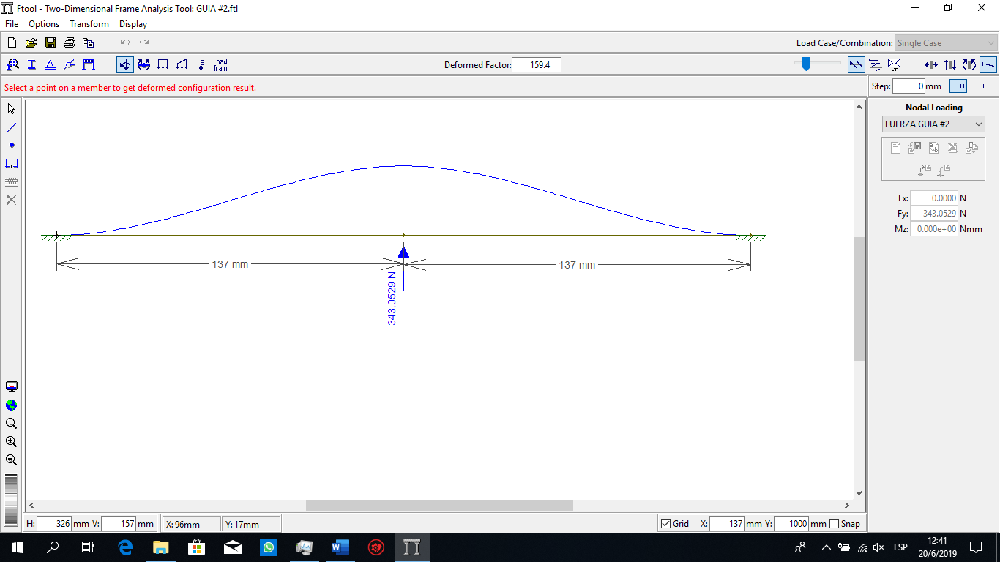 Ftool - Two-Dimensional Frame Analysis Tool: GUIA #2.ftl
File Options Transform Display
Load Case/Combination: Single Case
Load Train
Deformed Factor: 159.4
Select a point on a member to get deformed configuration result.
Step: 0 mm
Nodal Loading
FUERZA GUIA #2
Fx: 0.0000 N
Fy: 343.0529 N
Mz: 0.000e+00 Nmm
137 mm 137 mm
343.0529 N
H: 326 mm V: 157 mm X: 96mm Y: 17mm Grid X: 137 mm Y: 1000 mm Snap
ESP
12:41
20/6/2019